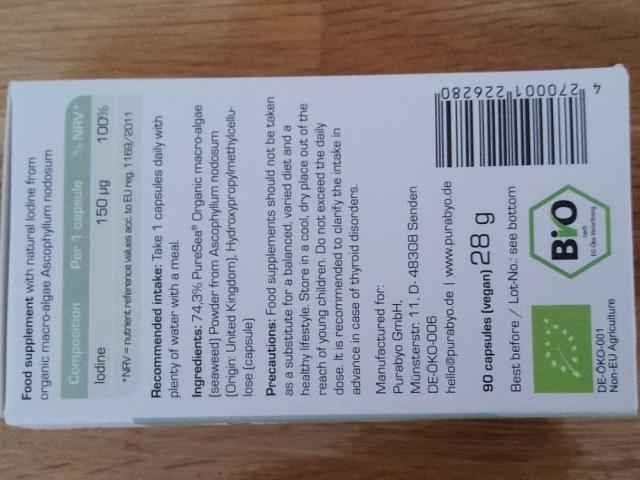 Food supplement with natural Iodine from
organic macro-algae Ascophyllum nodosum
Composition Per 1 capsule % NRV*
Iodine 150 µg 100%
*NRV = nutrient reference values acc. to EU reg. 1169/2011
Recommended intake: Take 1 capsules daily with
plenty of water with a meal.
Ingredients: 74,3% PureSea® Organic macro-algae
(seaweed) Powder from Ascophyllum nodosum
(Origin: United Kingdom), Hydroxypropylmethylcellu-
lose (capsule)
Precautions: Food supplements should not be taken
as a substitute for a balanced, varied diet and a
healthy lifestyle. Store in a cool, dry place out of the
reach of young children. Do not exceed the daily
dose. It is recommended to clarify the intake in
advance in case of thyroid disorders.
Manufactured for:
Purabyo GmbH,
Münsterstr. 11, D- 48308 Senden
DE-ÖKO-006
hello@purabyo.de | www.purabyo.de
90 capsules (vegan) 28 g
Best before / Lot-No.: see bottom
4 270001 226280
Bio
nach
EG-Öko-Verordnung
DE-ÖKO-001
Non-EU Agriculture